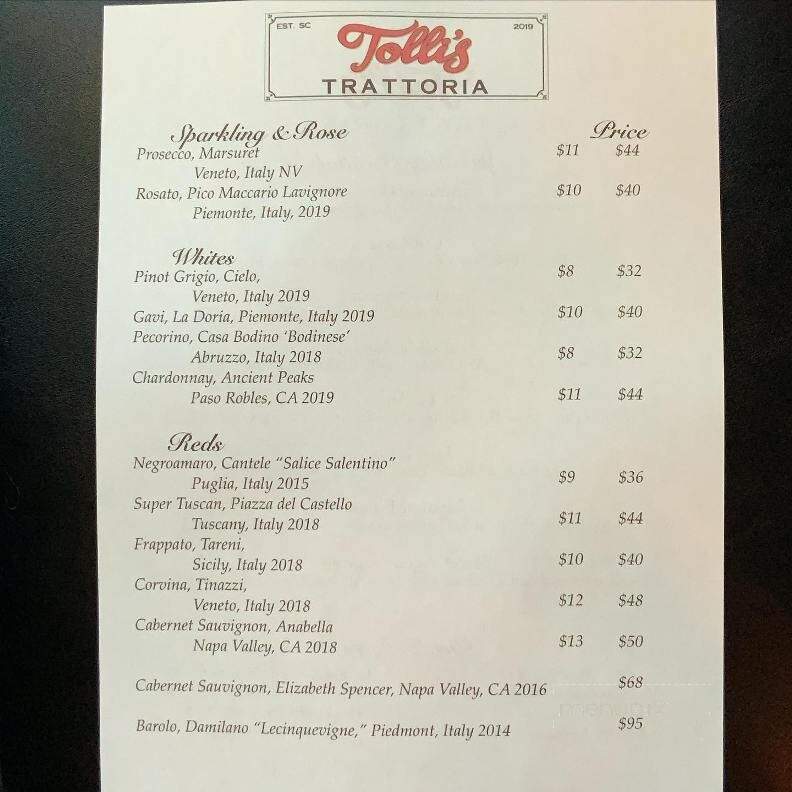 EST. SC
2019
Tolli's
TRATTORIA
Sparkling & Rose Price
Prosecco, Marsuret $11 $44
Veneto, Italy NV
Rosato, Pico Maccario Lavignore $10 $40
Piemonte, Italy, 2019
Whites
Pinot Grigio, Cielo, $8 $32
Veneto, Italy 2019
Gavi, La Doria, Piemonte, Italy 2019 $10 $40
Pecorino, Casa Bodino 'Bodinese'
Abruzzo, Italy 2018 $8 $32
Chardonnay, Ancient Peaks
Paso Robles, CA 2019 $11 $44
Reds
Negroamaro, Cantele "Salice Salentino"
Puglia, Italy 2015 $9 $36
Super Tuscan, Piazza del Castello
Tuscany, Italy 2018 $11 $44
Frappato, Tareni,
Sicily, Italy 2018 $10 $40
Corvina, Tinazzi,
Veneto, Italy 2018 $12 $48
Cabernet Sauvignon, Anabella
Napa Valley, CA 2018 $13 $50
Cabernet Sauvignon, Elizabeth Spencer, Napa Valley, CA 2016 $68
Barolo, Damilano "Lecinquevigne," Piedmont, Italy 2014 $95